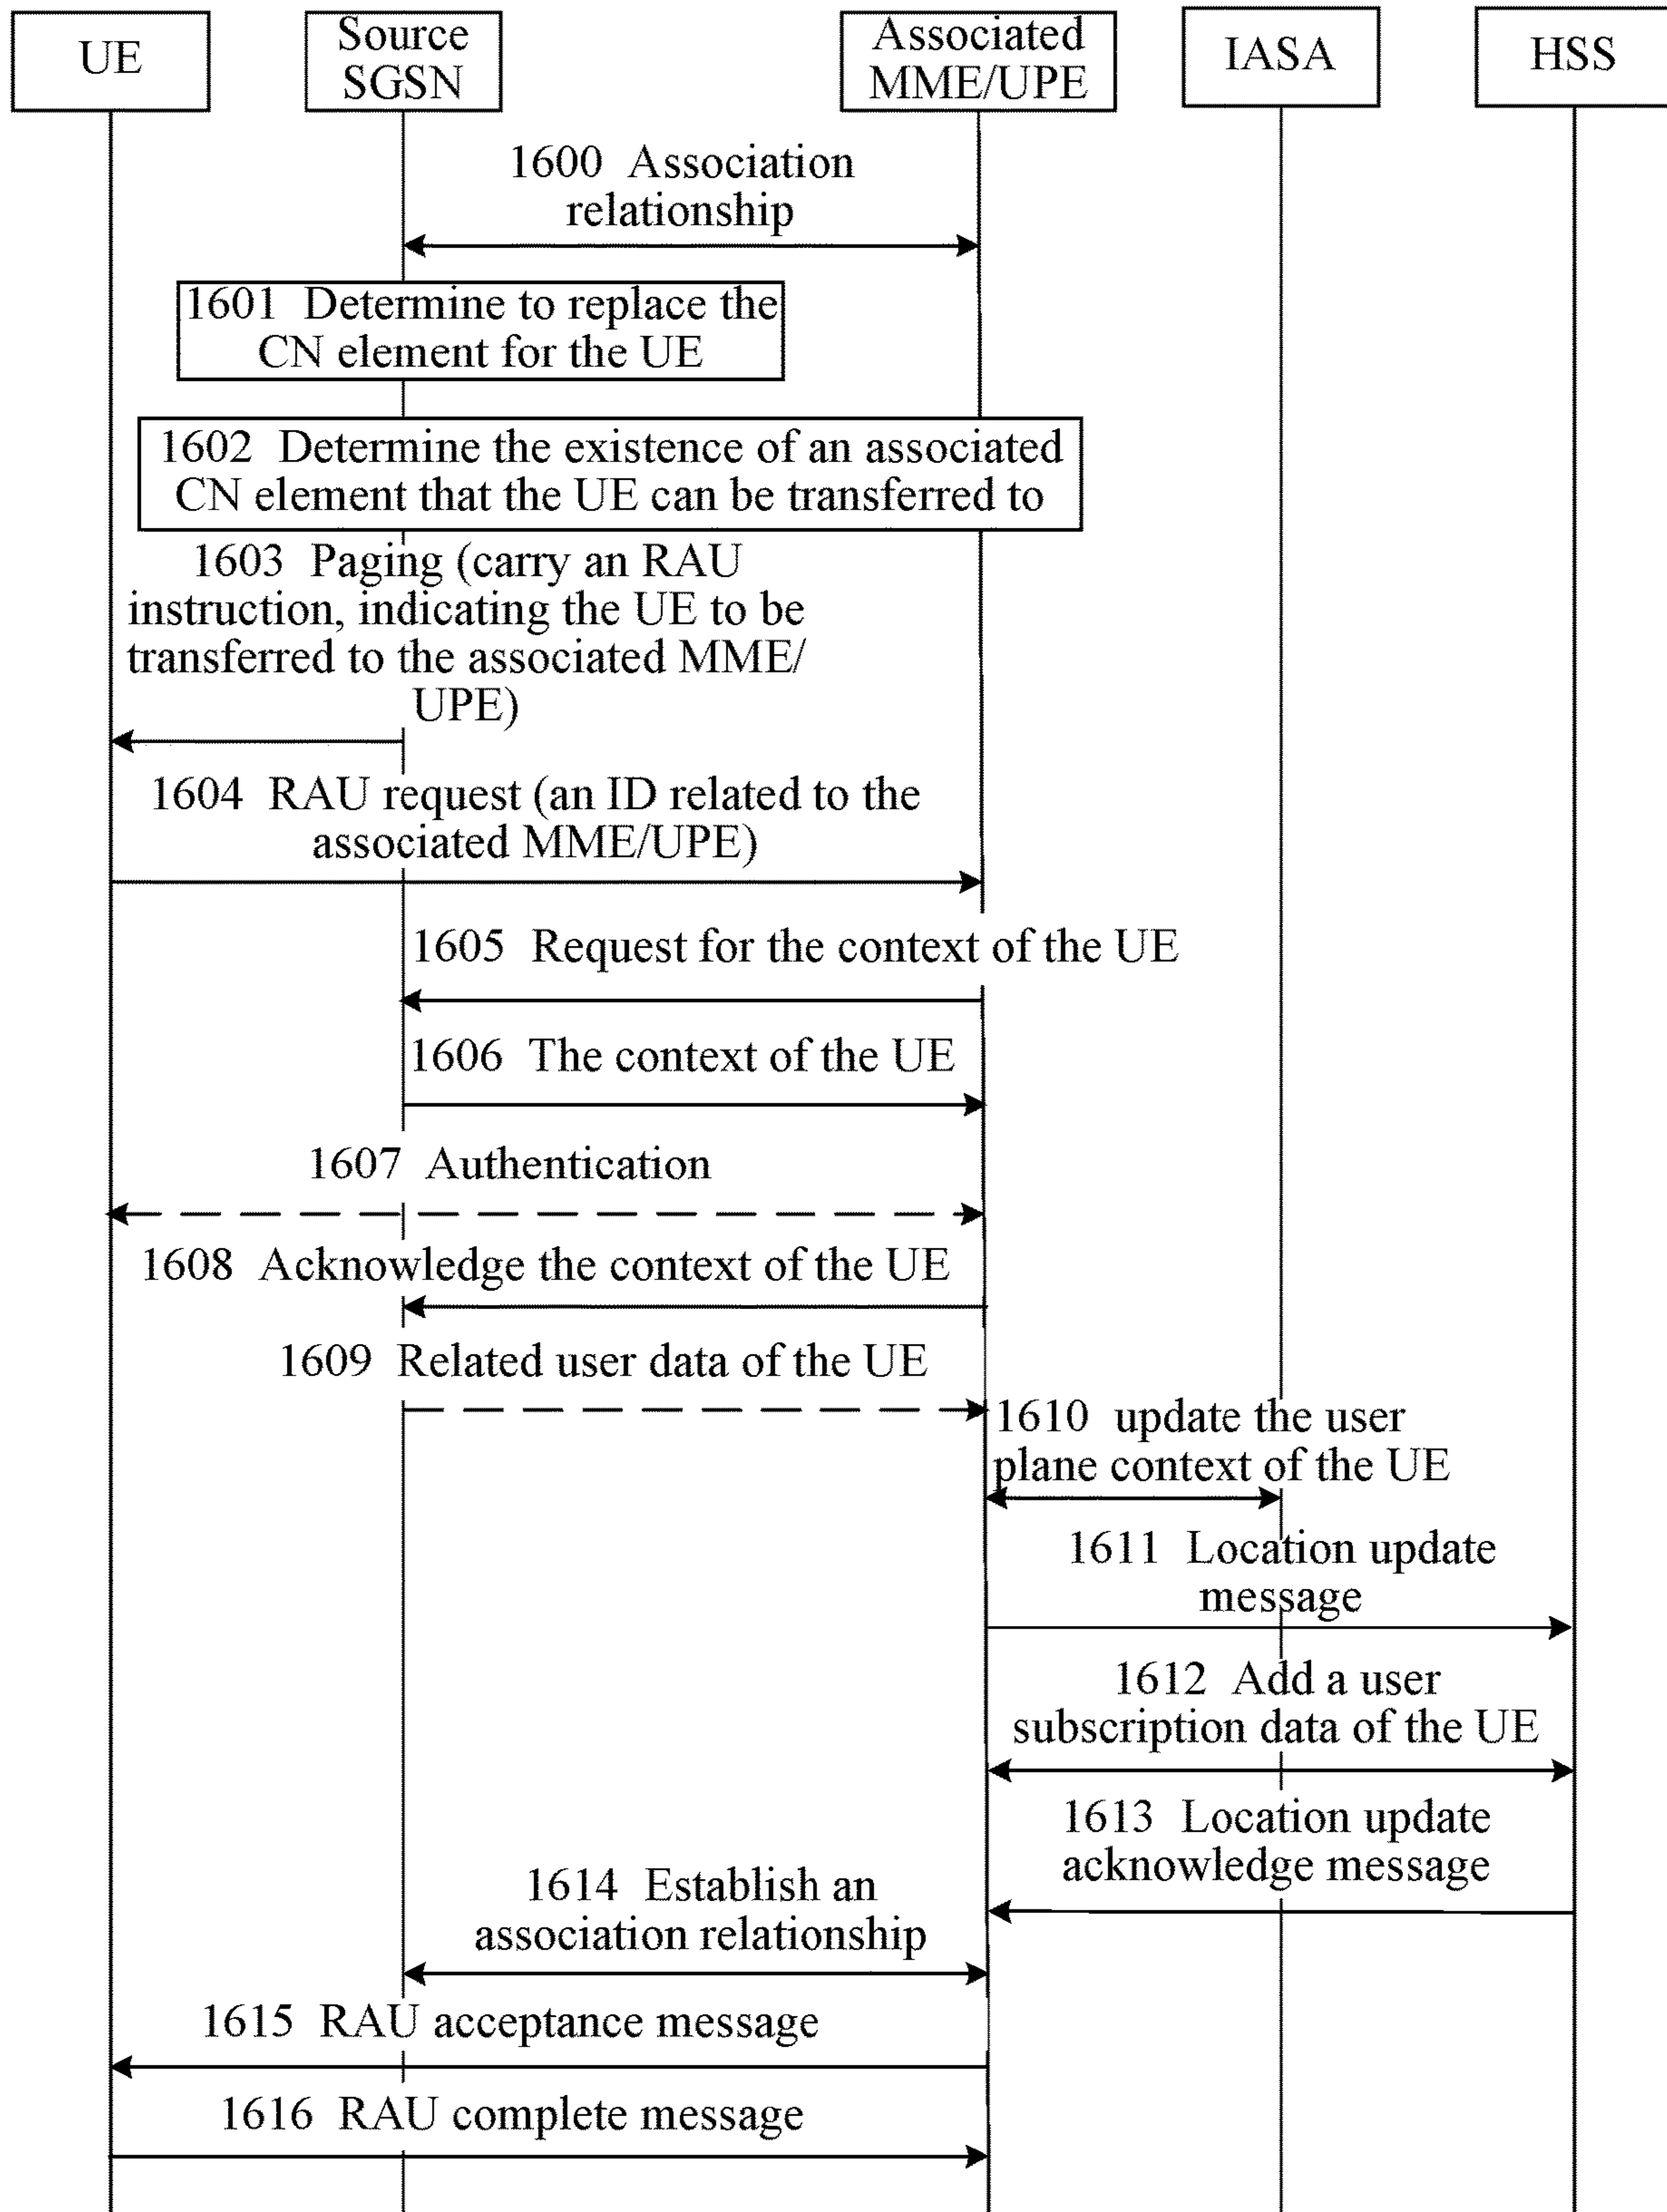 UE
Source
SGSN
Associated
MME/UPE
IASA
HSS
1600 Association
relationship
1601 Determine to replace the
CN element for the UE
1602 Determine the existence of an associated
CN element that the UE can be transferred to
1603 Paging (carry an RAU
instruction, indicating the UE to be
transferred to the associated MME/
UPE)
1604 RAU request (an ID related to the
associated MME/UPE)
1605 Request for the context of the UE
1606 The context of the UE
1607 Authentication
1608 Acknowledge the context of the UE
1609 Related user data of the UE
1610 update the user
plane context of the UE
1611 Location update
message
1612 Add a user
subscription data of the UE
1613 Location update
acknowledge message
1614 Establish an
association relationship
1615 RAU acceptance message
1616 RAU complete message